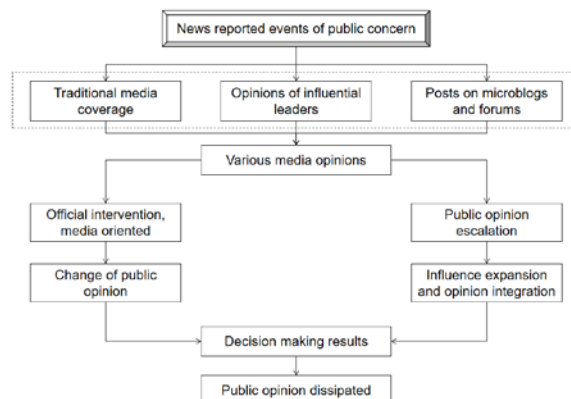 News reported events of public concern
Traditional media
coverage
Opinions of influential
leaders
Posts on microblogs
and forums
Various media opinions
Official intervention,
media oriented
Public opinion
escalation
Change of public
opinion
Influence expansion
and opinion integration
Decision making results
Public opinion dissipated